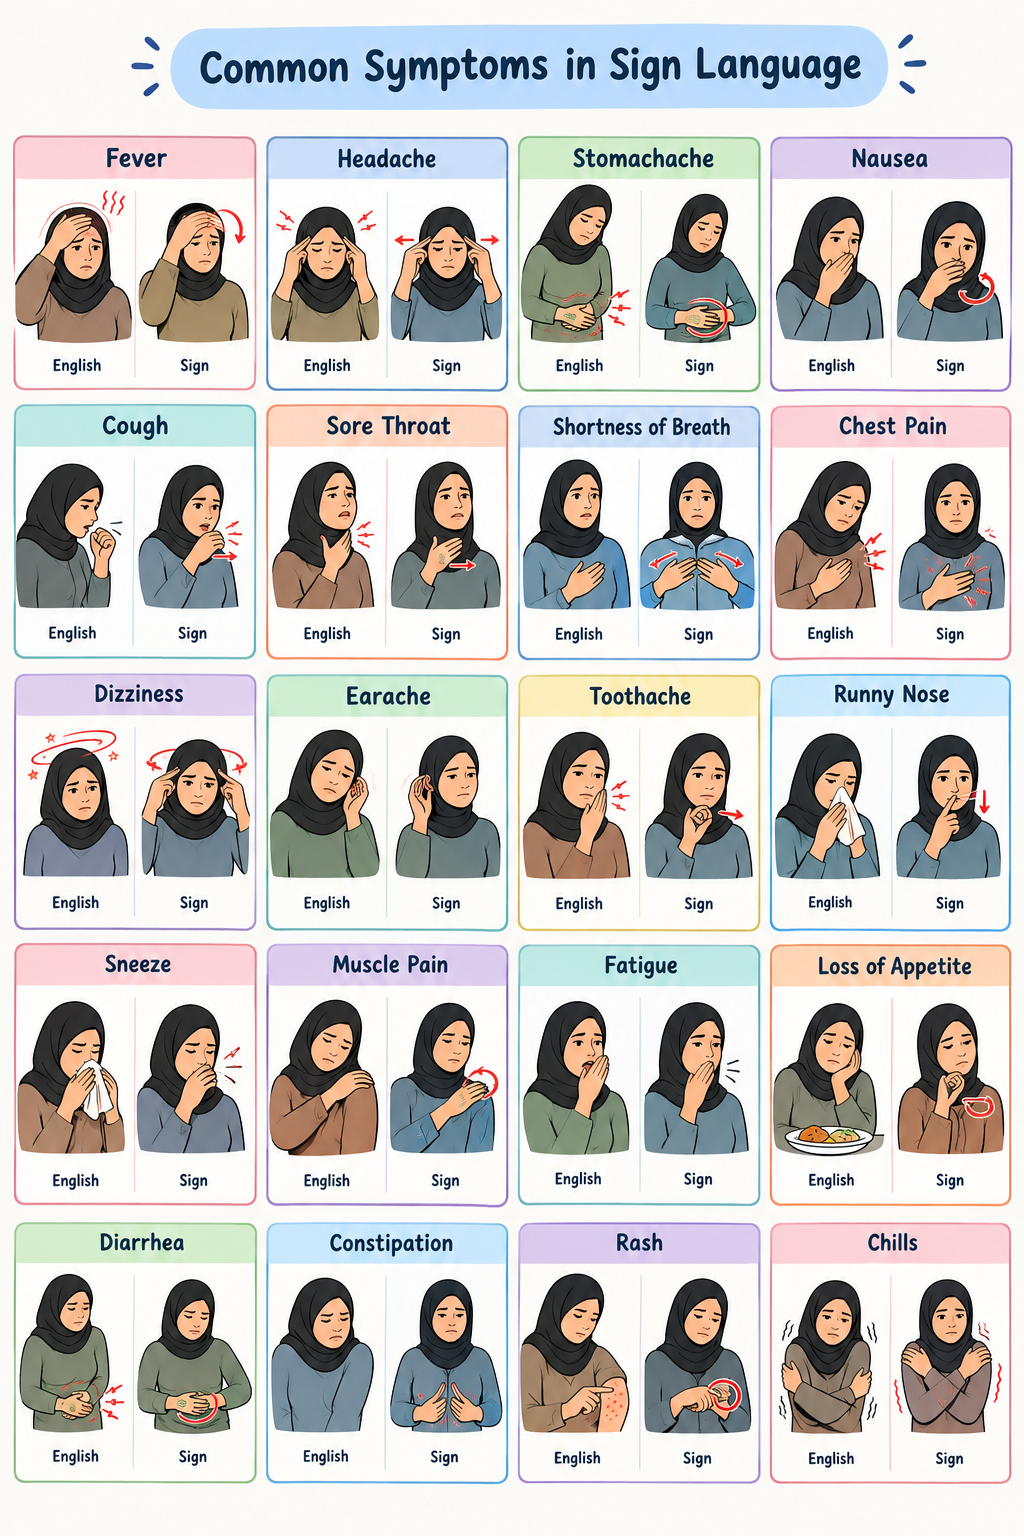 Common Symptoms in Sign Language
Fever
English
Sign
Headache
English
Sign
Stomachache
English
Sign
Nausea
English
Sign
Cough
English
Sign
Sore Throat
English
Sign
Shortness of Breath
English
Sign
Chest Pain
English
Sign
Dizziness
English
Sign
Earache
English
Sign
Toothache
English
Sign
Runny Nose
English
Sign
Sneeze
English
Sign
Muscle Pain
English
Sign
Fatigue
English
Sign
Loss of Appetite
English
Sign
Diarrhea
English
Sign
Constipation
English
Sign
Rash
English
Sign
Chills
English
Sign